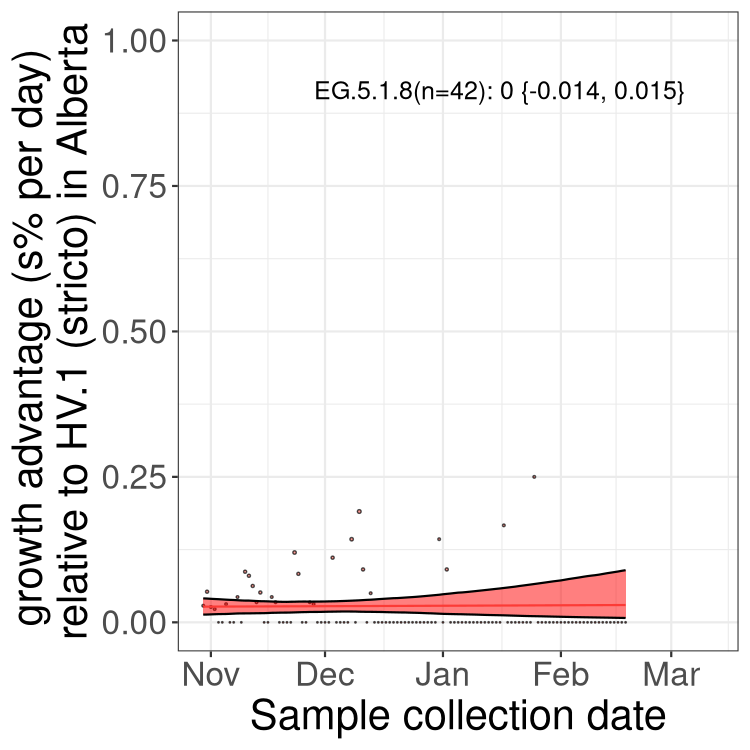 growth advantage (s% per day)
relative to HV.1 (stricto) in Alberta
1.00
0.75
0.50
0.25
0.00
EG.5.1.8(n=42): 0 {-0.014, 0.015}
Nov Dec Jan Feb Mar
Sample collection date